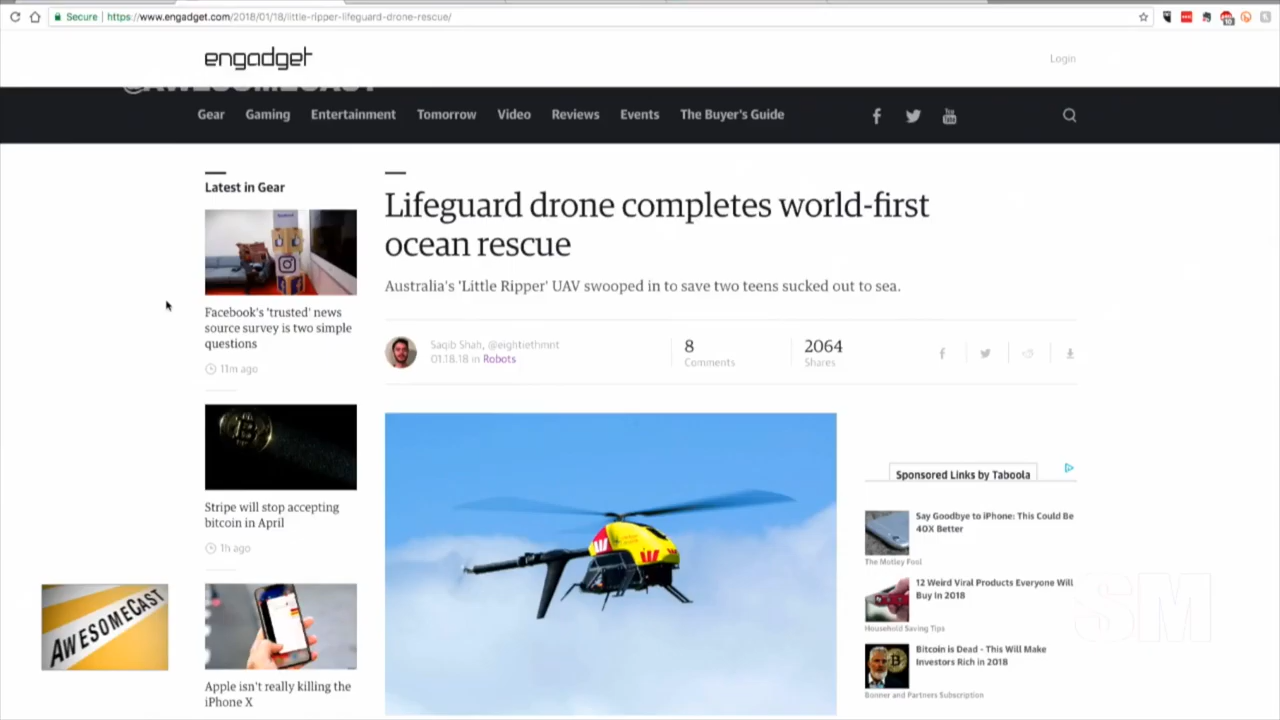 Secure | https://www.engadget.com/2018/01/18/little-ripper-lifeguard-drone-rescue/
engadget
Login
@AWESOMECAST
Gear Gaming Entertainment Tomorrow Video Reviews Events The Buyer's Guide
Latest in Gear
Lifeguard drone completes world-first
ocean rescue
Australia's 'Little Ripper' UAV swooped in to save two teens sucked out to sea.
Saqib Shah, @eightiethmnt
01.18.18 in Robots
8
Comments
2064
Shares
Facebook's 'trusted' news
source survey is two simple
questions
11m ago
Stripe will stop accepting
bitcoin in April
1h ago
Apple isn't really killing the
iPhone X
AWESOMECAST
Sponsored Links by Taboola
Say Goodbye to iPhone: This Could Be
40X Better
The Motley Fool
12 Weird Viral Products Everyone Will
Buy In 2018
Household Saving Tips
Bitcoin is Dead - This Will Make
Investors Rich in 2018
Bonner and Partners Subscription
SM